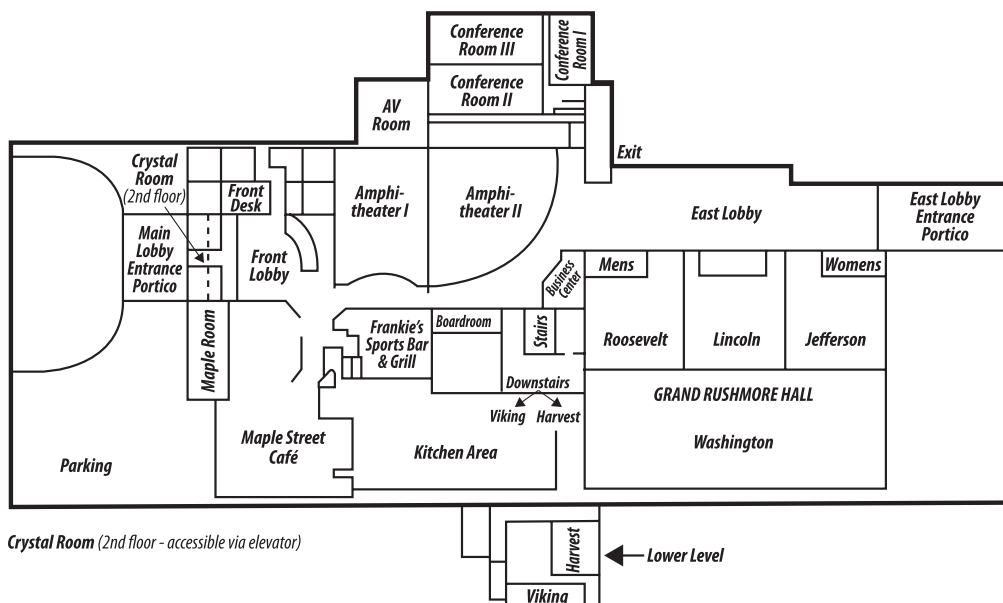 Conference
Room III
Conference
Room I
Conference
Room II
AV
Room
Exit
Crystal
Room
(2nd floor)
Front
Desk
Amphi-
theater I
Amphi-
theater II
East Lobby
East Lobby
Entrance
Portico
Main
Lobby
Entrance
Portico
Front
Lobby
Business
Center
Mens
Womens
Maple Room
Frankie's
Sports Bar
& Grill
Boardroom
Stairs
Roosevelt
Lincoln
Jefferson
Downstairs
Viking
Harvest
GRAND RUSHMORE HALL
Washington
Maple Street
Café
Kitchen Area
Parking
Crystal Room (2nd floor - accessible via elevator)
Harvest
Lower Level
Viking